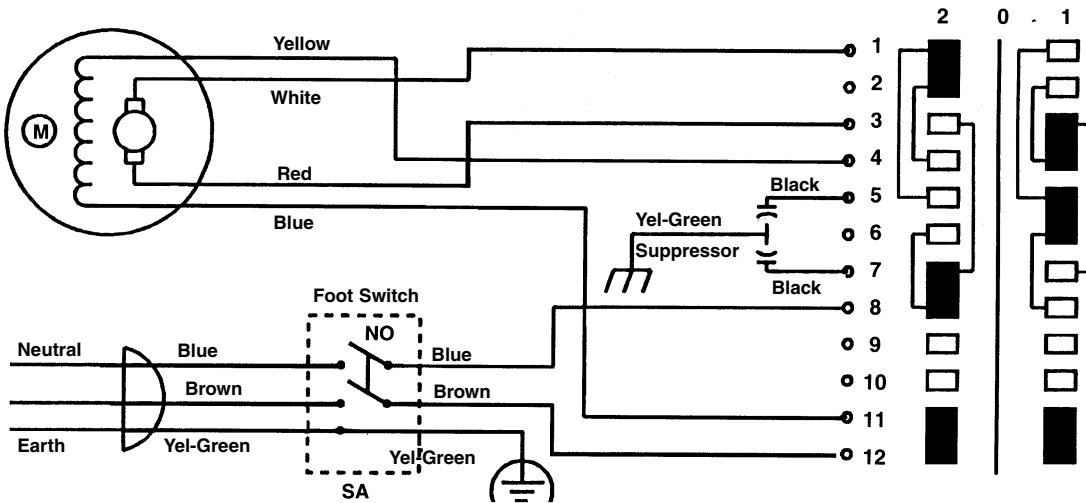 2 0 1
Yellow
1
White
2
3
M
4
Red
Black
5
Blue
Yel-Green
6
Suppressor
7
Black
Foot Switch
8
NO
Neutral
Blue
Blue
9
Brown
Brown
10
11
Earth
Yel-Green
Yel-Green
12
SA